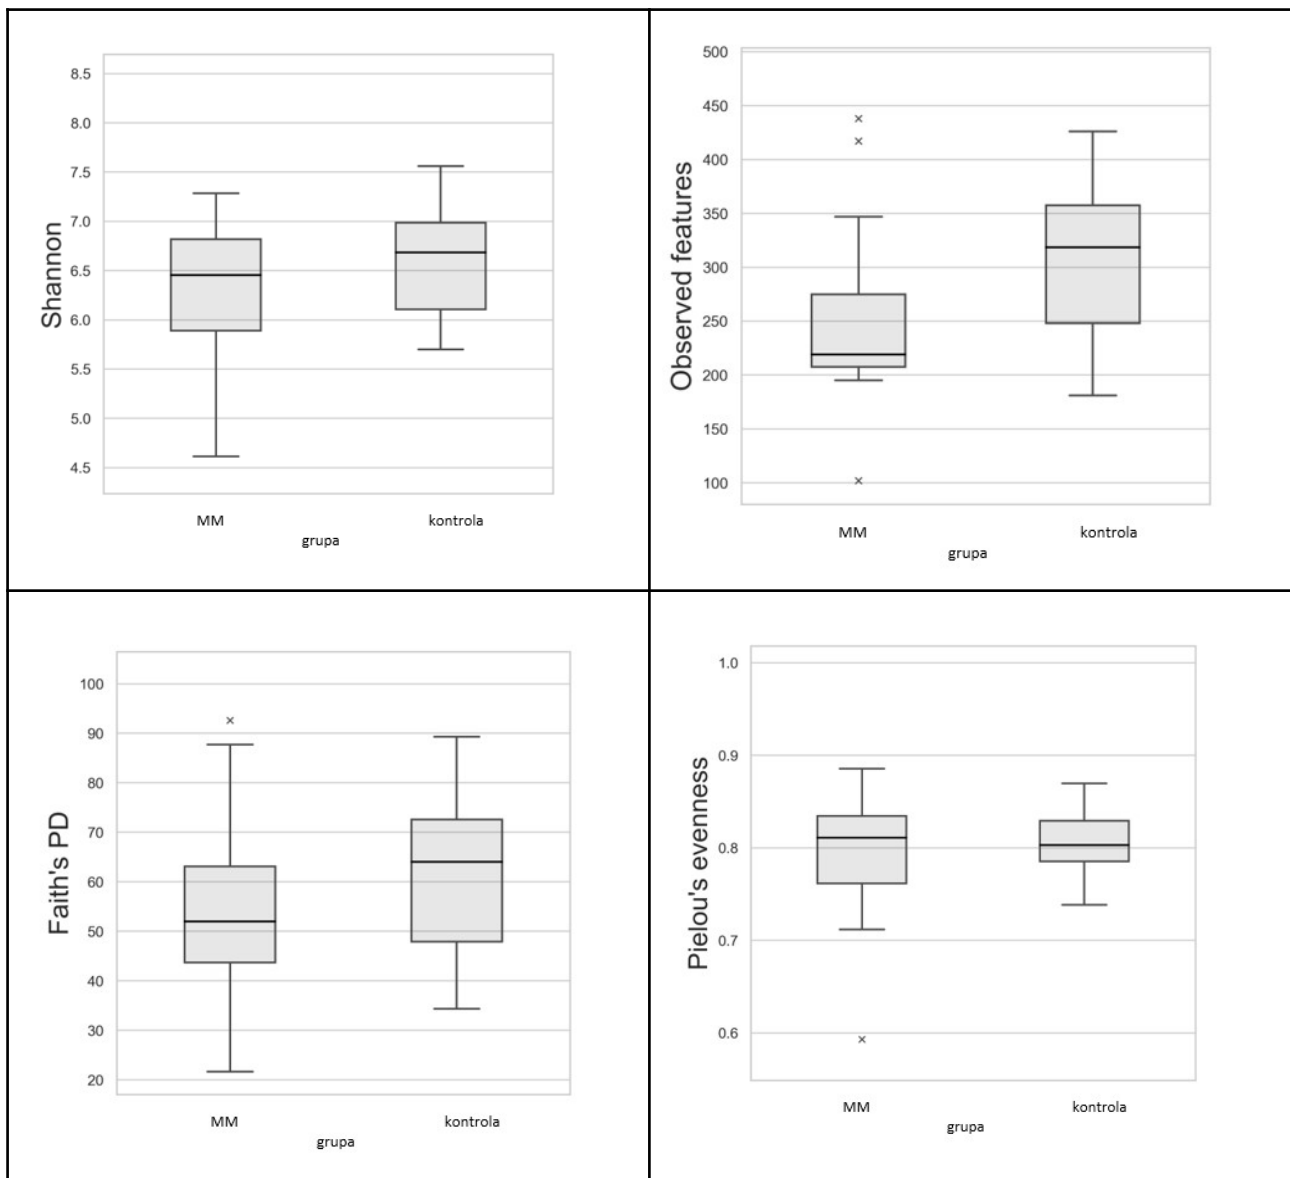 Shannon
8.5
8.0
7.5
7.0
6.5
6.0
5.5
5.0
4.5
MM
kontrola
grupa
Observed features
500
450
400
350
300
250
200
150
100
MM
kontrola
grupa
Faith's PD
100
90
80
70
60
50
40
30
20
MM
kontrola
grupa
Pielou's evenness
1.0
0.9
0.8
0.7
0.6
MM
kontrola
grupa